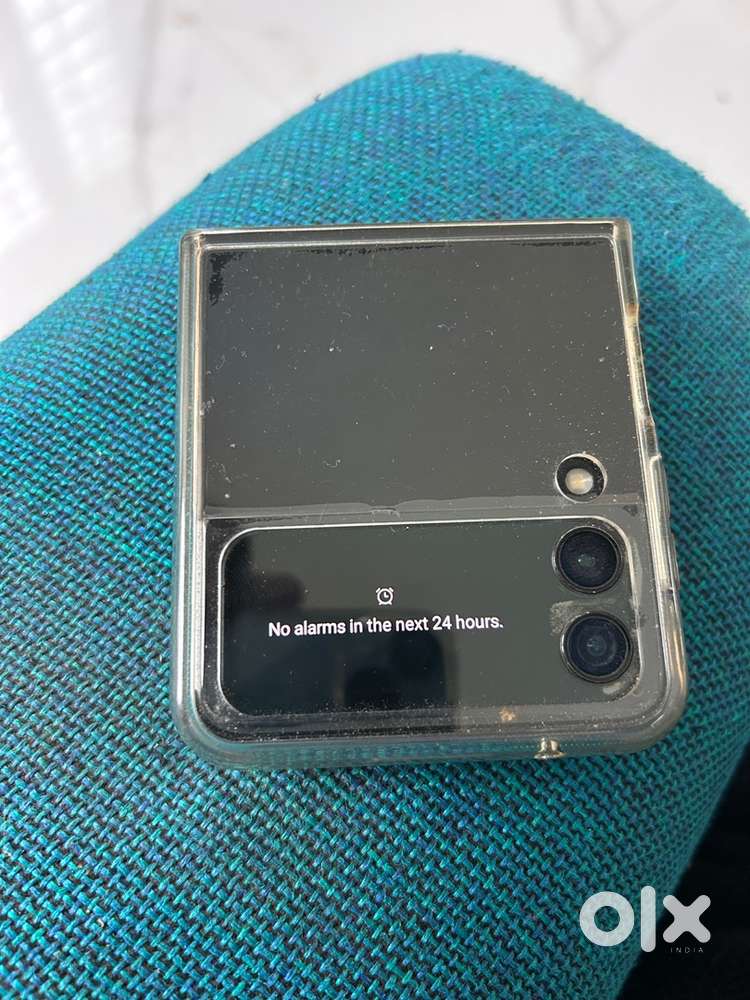 No alarms in the next 24 hours.
olx
INDIA